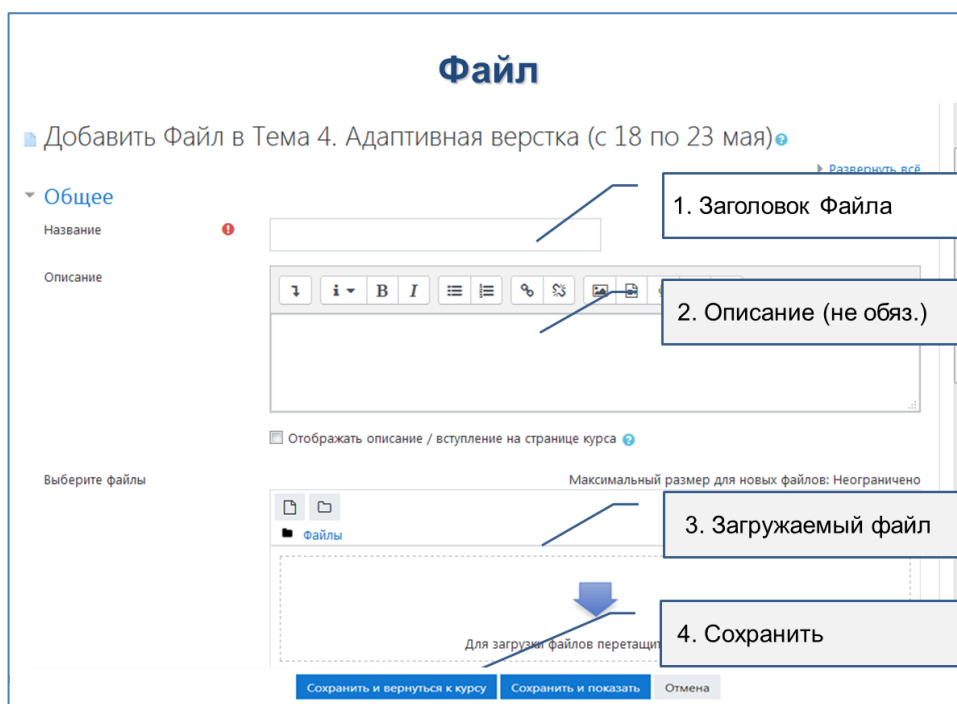 Файл
Добавить Файл в Тема 4. Адаптивная верстка (с 18 по 23 мая)
Развернуть всё
Общее
1. Заголовок Файла
Название
Описание
B I
2. Описание (не обяз.)
Отображать описание / вступление на странице курса
Выберите файлы
Максимальный размер для новых файлов: Неограничено
3. Загружаемый файл
Файлы
4. Сохранить
Для загрузки файлов перетащит
Сохранить и вернуться к курсу Сохранить и показать Отмена